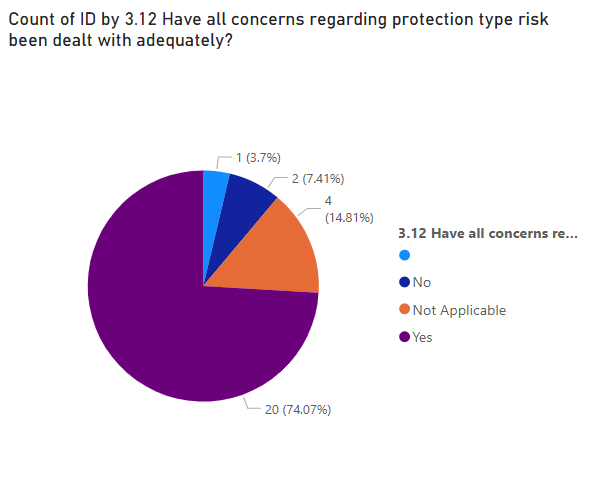 Count of ID by 3.12 Have all concerns regarding protection type risk
been dealt with adequately?
1 (3.7%)
2 (7.41%)
4
(14.81%)
20 (74.07%)
3.12 Have all concerns re...
No
Not Applicable
Yes